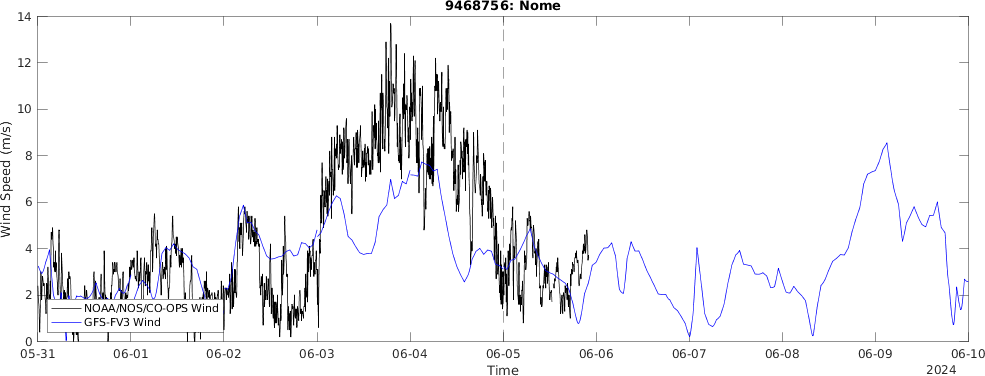 9468756: Nome
14
12
10
8
6
4
2
0
Wind Speed (m/s)
NOAA/NOS/CO-OPS Wind
GFS-FV3 Wind
05-31 06-01 06-02 06-03 06-04 06-05 06-06 06-07 06-08 06-09 06-10
Time
2024